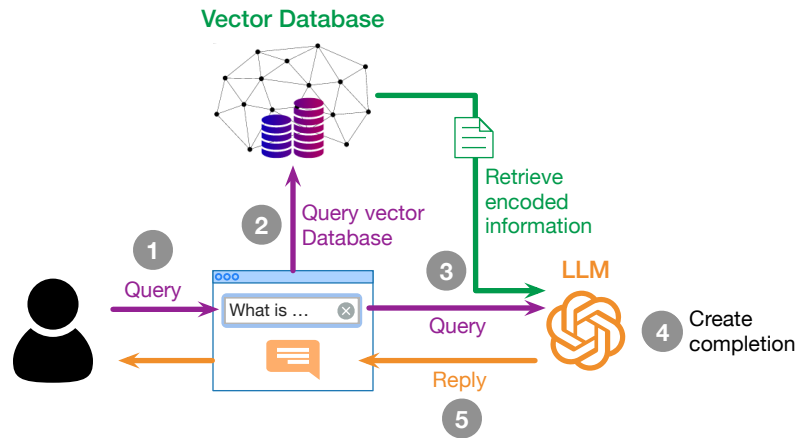 Vector Database
1
Query
2
Query vector
Database
Retrieve
encoded
information
3
Query
LLM
What is ...
4
Create
completion
Reply
5